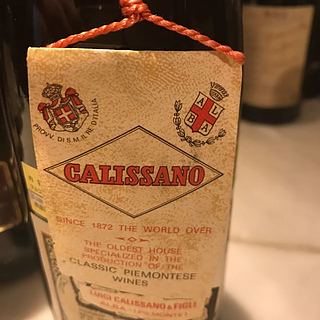 PROVV. DI S.M. IL RE D'ITALIA
ALBA
CALISSANO
SINCE 1872 THE WORLD OVER
THE OLDEST HOUSE
SPECIALIZED IN THE
PRODUCTION OF THE
CLASSIC PIEMONTESE
WINES
LUIGI CALISSANO & FIGLI